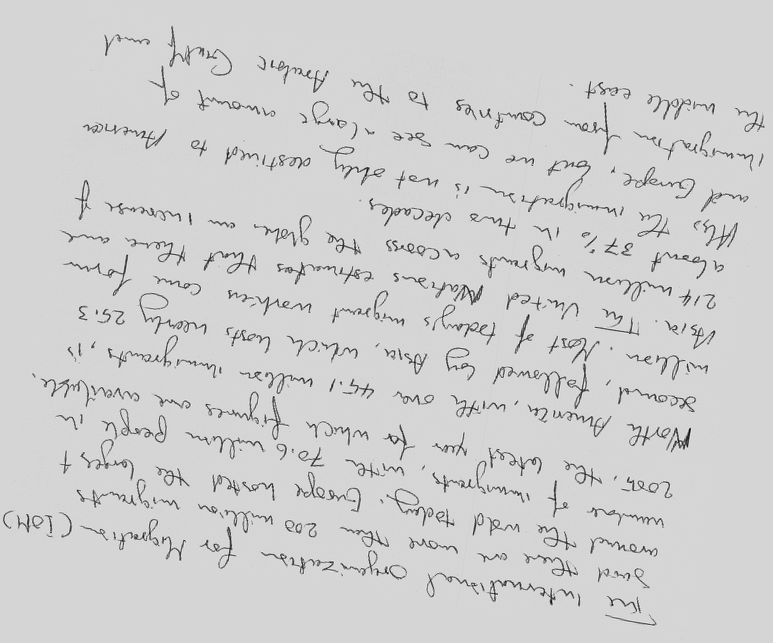 The International Organization for Migration (IOM)
said there are more then 200 million migrants
around the wold today. Europe hosted the larges t
number of immigrants, with 70.6 million people in
2005, the latest year for which figures are available.
North America, with over 45.1 million immigrants, is
second, followed by Asia, which hosts nearly 25.3
million. Most of today's migrant workers come form
Asia. The United Nations estimates that there are
214 million migrants across the globe, an increase of
about 37% in two decades.
Also the immigration is not only destined to America
and Europe, but we can see a large amount of
immigration from countries to the Arabic Gulf and
the middle east.